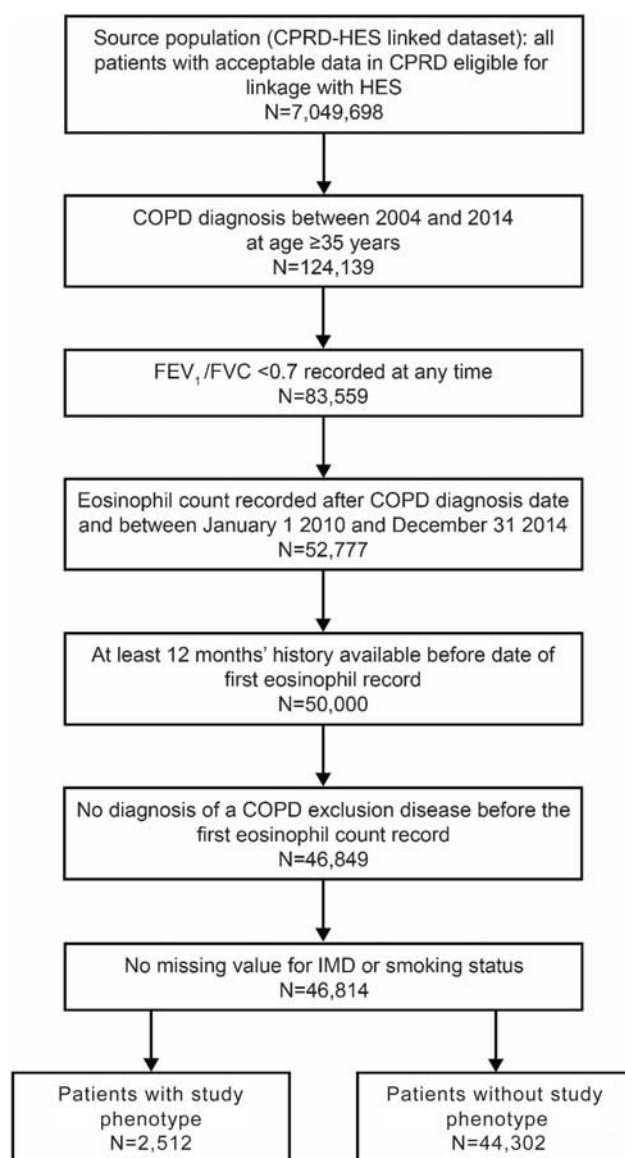 Source population (CPRD-HES linked dataset): all
patients with acceptable data in CPRD eligible for
linkage with HES
N=7,049,698
COPD diagnosis between 2004 and 2014
at age ≥35 years
N=124,139
FEV₁/FVC <0.7 recorded at any time
N=83,559
Eosinophil count recorded after COPD diagnosis date
and between January 1 2010 and December 31 2014
N=52,777
At least 12 months’ history available before date of
first eosinophil record
N=50,000
No diagnosis of a COPD exclusion disease before the
first eosinophil count record
N=46,849
No missing value for IMD or smoking status
N=46,814
Patients with study
phenotype
N=2,512
Patients without study
phenotype
N=44,302